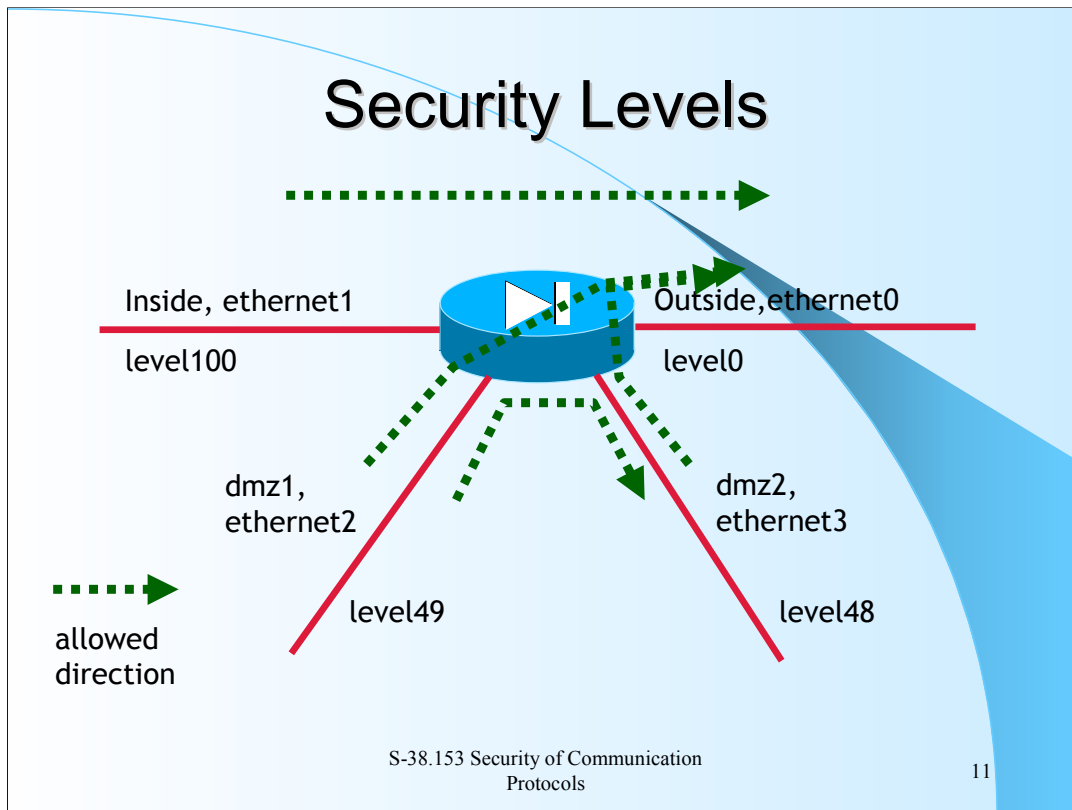 Security Levels
Inside, ethernet1
Outside,ethernet0
level100
level0
dmz1,
ethernet2
dmz2,
ethernet3
level49
level48
allowed
direction
S-38.153 Security of Communication
Protocols
11